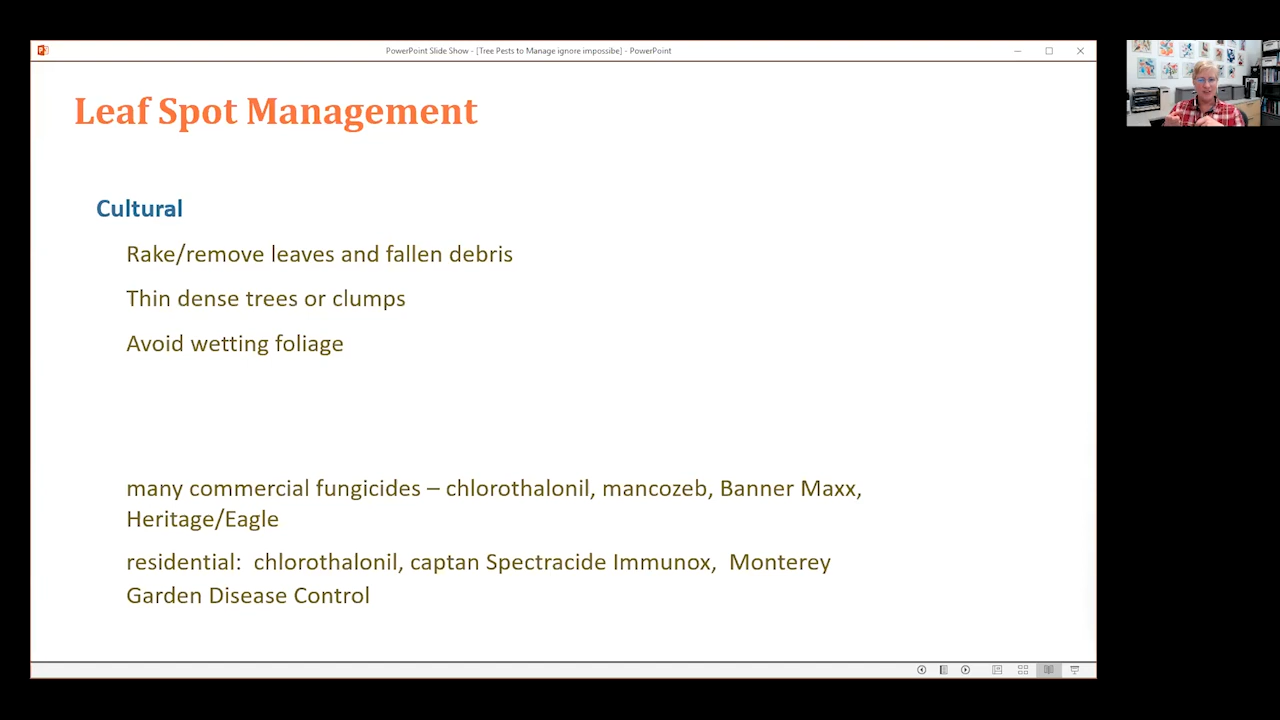 PowerPoint Slide Show - [Tree Pests to Manage ignore impossibe] - PowerPoint
Leaf Spot Management
Cultural
Rake/remove leaves and fallen debris
Thin dense trees or clumps
Avoid wetting foliage
many commercial fungicides – chlorothalonil, mancozeb, Banner Maxx,
Heritage/Eagle
residential:  chlorothalonil, captan Spectracide Immunox,  Monterey
Garden Disease Control